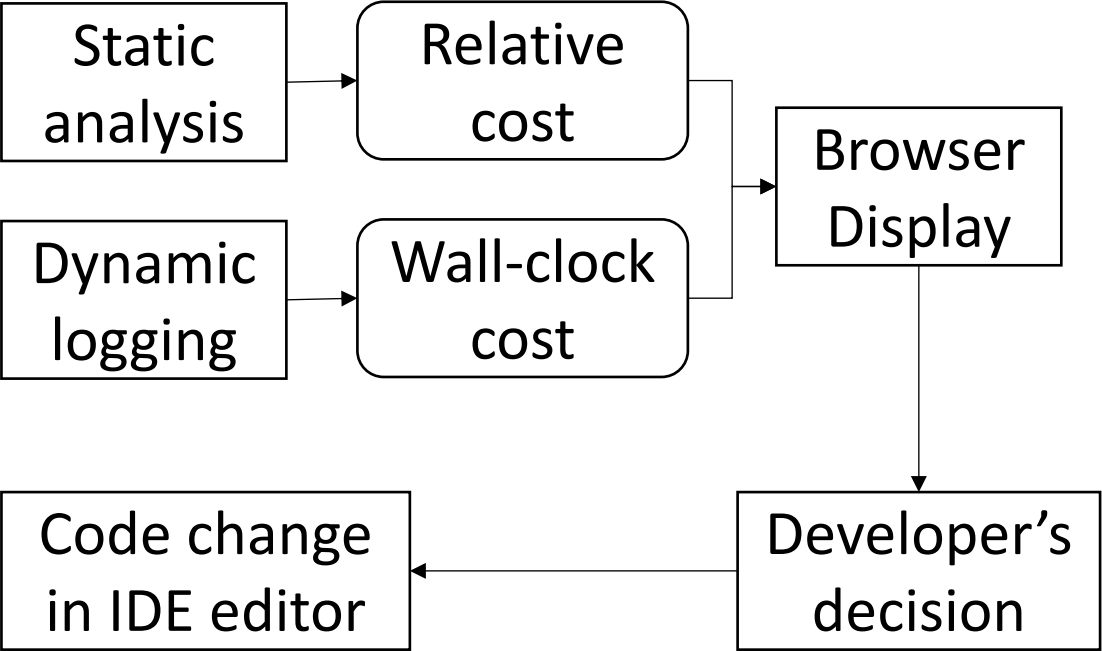 Static
analysis
Relative
cost
Browser
Display
Dynamic
logging
Wall-clock
cost
Code change
in IDE editor
Developer’s
decision